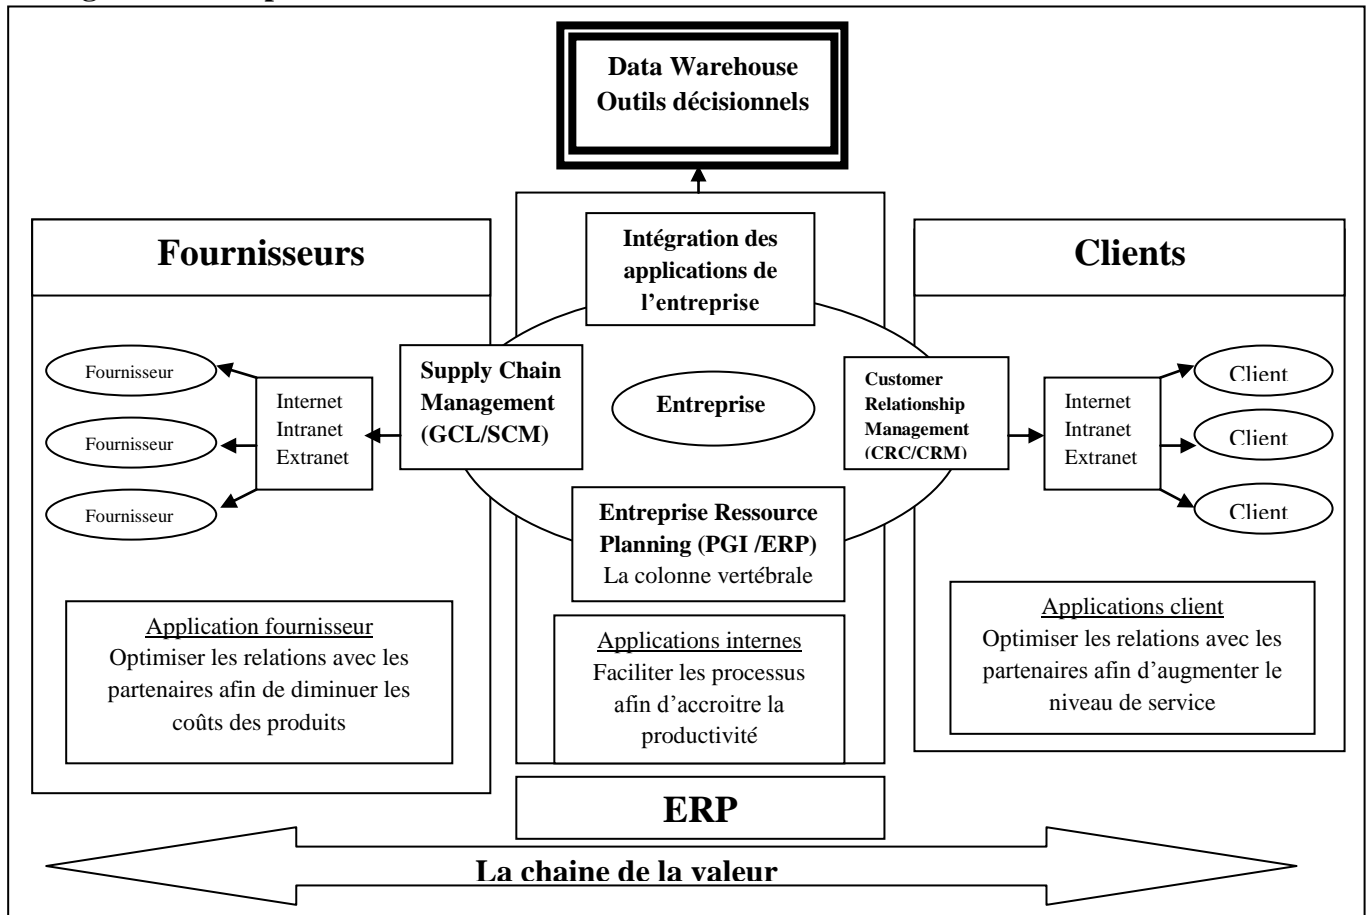 Data Warehouse
Outils décisionnels
Fournisseurs
Intégration des
applications de
l'entreprise
Clients
Fournisseur
Fournisseur
Fournisseur
Internet
Intranet
Extranet
Supply Chain
Management
(GCL/SCM)
Entreprise
Customer
Relationship
Management
(CRC/CRM)
Internet
Intranet
Extranet
Client
Client
Client
Entreprise Ressource
Planning (PGI /ERP)
La colonne vertébrale
Application fournisseur
Optimiser les relations avec les
partenaires afin de diminuer les
coûts des produits
Applications internes
Faciliter les processus
afin d'accroitre la
productivité
Applications client
Optimiser les relations avec les
partenaires afin d'augmenter le
niveau de service
ERP
La chaine de la valeur